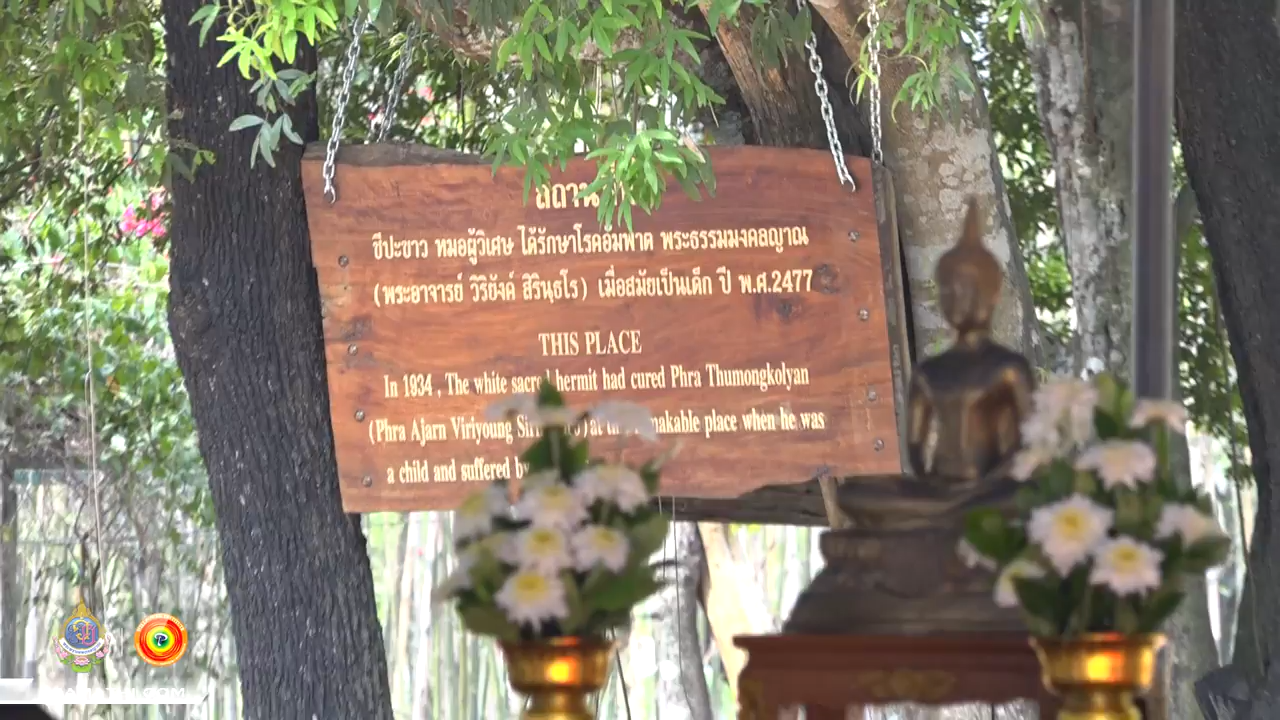 ชีปะขาว หมอผู้วิเศษ ได้รักษาโรคอัมพาต พระธรรมมงคลญาณ
(พระอาจารย์ วิริยังค์ สิรินฺธโร) เมื่อสมัยเป็นเด็ก ปี พ.ศ.2477
THIS PLACE
In 1934 , The white sacred hermit had cured Phra Thumongkolyan
(Phra Ajarn Viriyoung place when he was
a child and suffered by